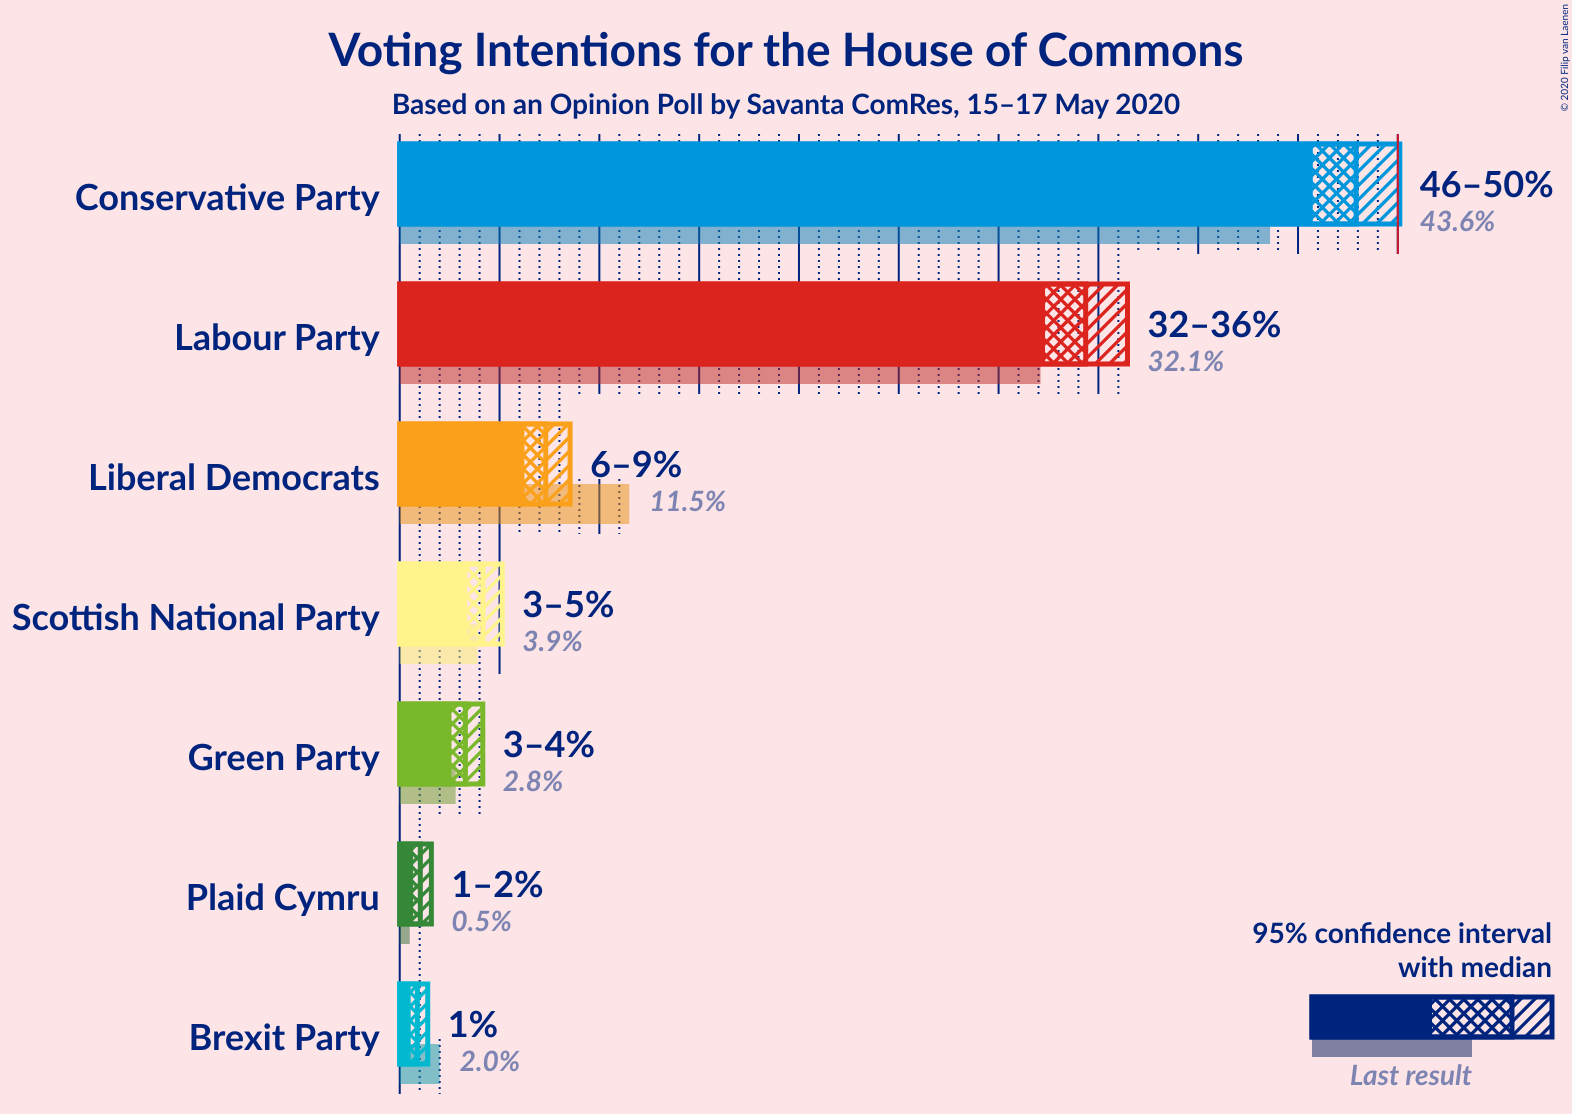 Voting Intentions for the House of Commons
Based on an Opinion Poll by Savanta ComRes, 15–17 May 2020
© 2020 Filip van Laenen
Conservative Party
46–50%
43.6%
Labour Party
32–36%
32.1%
Liberal Democrats
6–9%
11.5%
Scottish National Party
3–5%
3.9%
Green Party
3–4%
2.8%
Plaid Cymru
1–2%
0.5%
Brexit Party
1%
2.0%
95% confidence interval
with median
Last result